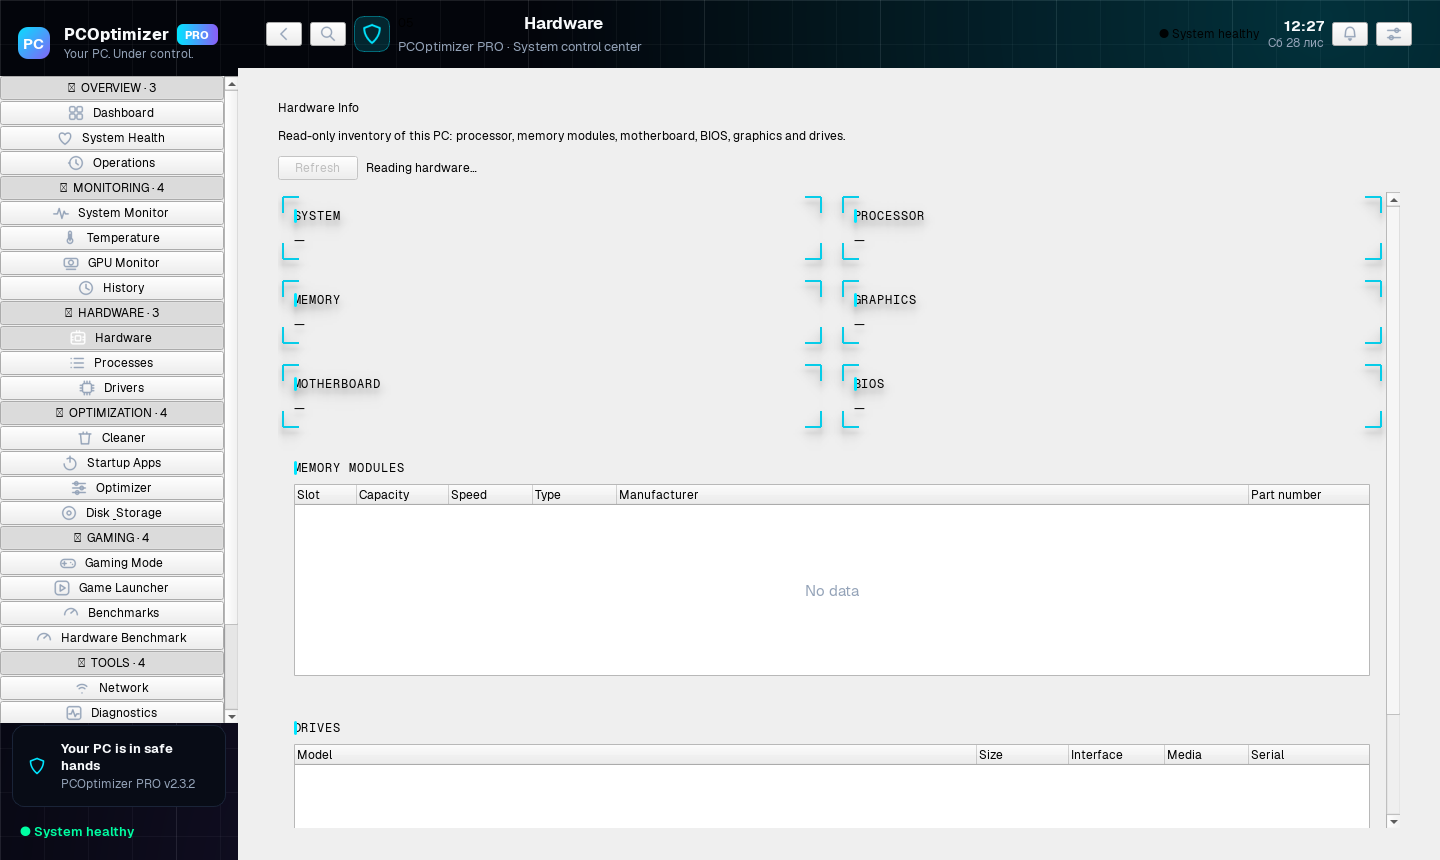 PC
PCOptimizer PRO
Your PC. Under control.
Hardware
PCOptimizer PRO · System control center
System healthy
12:27
Сб 28 лис
OVERVIEW · 3
Dashboard
System Health
Operations
MONITORING · 4
System Monitor
Temperature
GPU Monitor
History
HARDWARE · 3
Hardware
Processes
Drivers
OPTIMIZATION · 4
Cleaner
Startup Apps
Optimizer
Disk _Storage
GAMING · 4
Gaming Mode
Game Launcher
Benchmarks
Hardware Benchmark
TOOLS · 4
Network
Diagnostics
Your PC is in safe
hands
PCOptimizer PRO v2.3.2
System healthy
Hardware Info
Read-only inventory of this PC: processor, memory modules, motherboard, BIOS, graphics and drives.
Refresh Reading hardware…
SYSTEM
—
PROCESSOR
—
MEMORY
—
GRAPHICS
—
MOTHERBOARD
—
BIOS
—
MEMORY MODULES
Slot Capacity Speed Type Manufacturer Part number
No data
DRIVES
Model Size Interface Media Serial